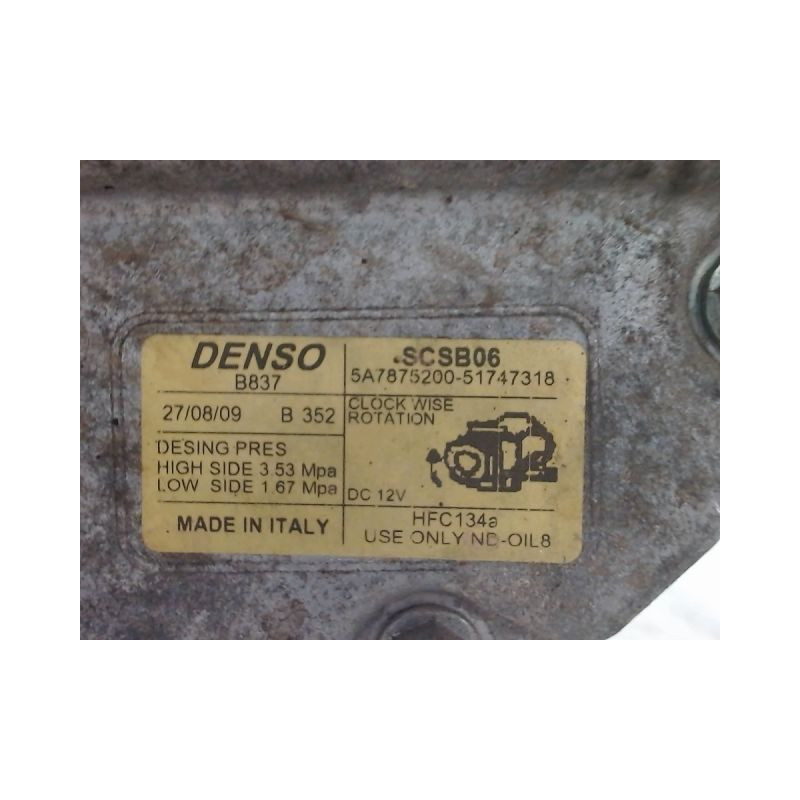 DENSO
B837
27/08/09 B 352
DESING PRES
HIGH SIDE 3.53 Mpa
LOW SIDE 1.67 Mpa
MADE IN ITALY
SCSB06
5A7875200-51747318
CLOCK WISE
ROTATION
DC 12V
HFC134a
USE ONLY ND-OIL8